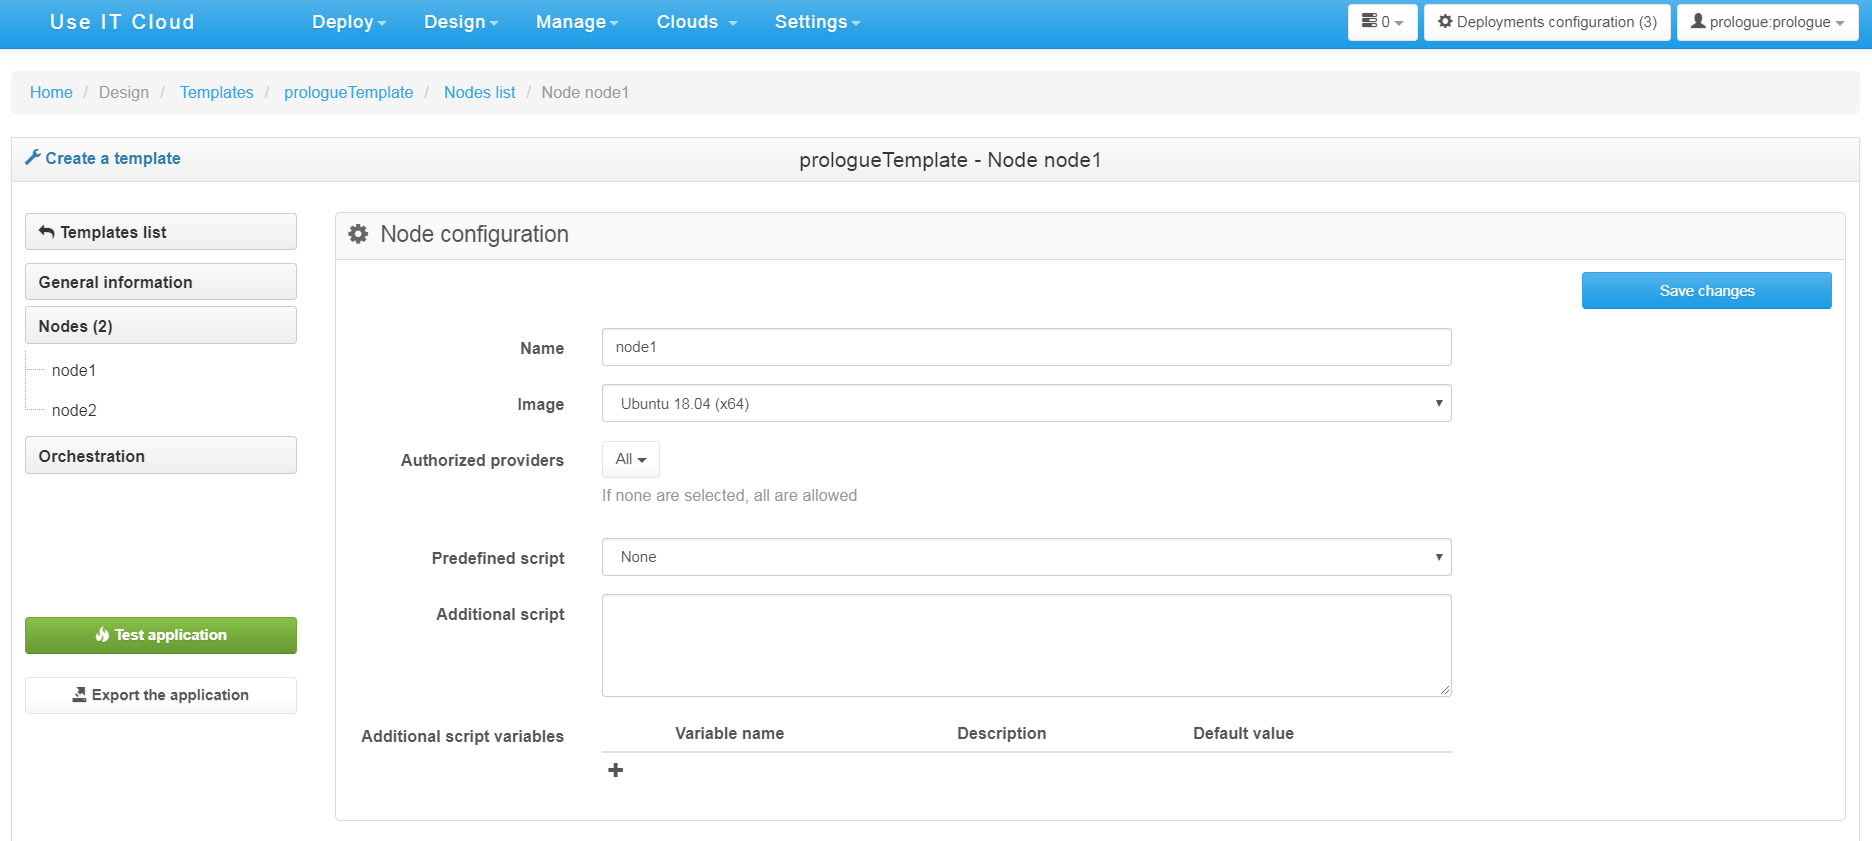 Use IT Cloud Deploy Design Manage Clouds Settings 0 Deployments configuration (3) prologue:prologue
Home / Design / Templates / prologueTemplate / Nodes list / Node node1
Create a template prologueTemplate - Node node1
Templates list
General information
Nodes (2)
node1
node2
Orchestration
Test application
Export the application
Node configuration
Save changes
Name node1
Image Ubuntu 18.04 (x64)
Authorized providers All
If none are selected, all are allowed
Predefined script None
Additional script
Additional script variables Variable name Description Default value